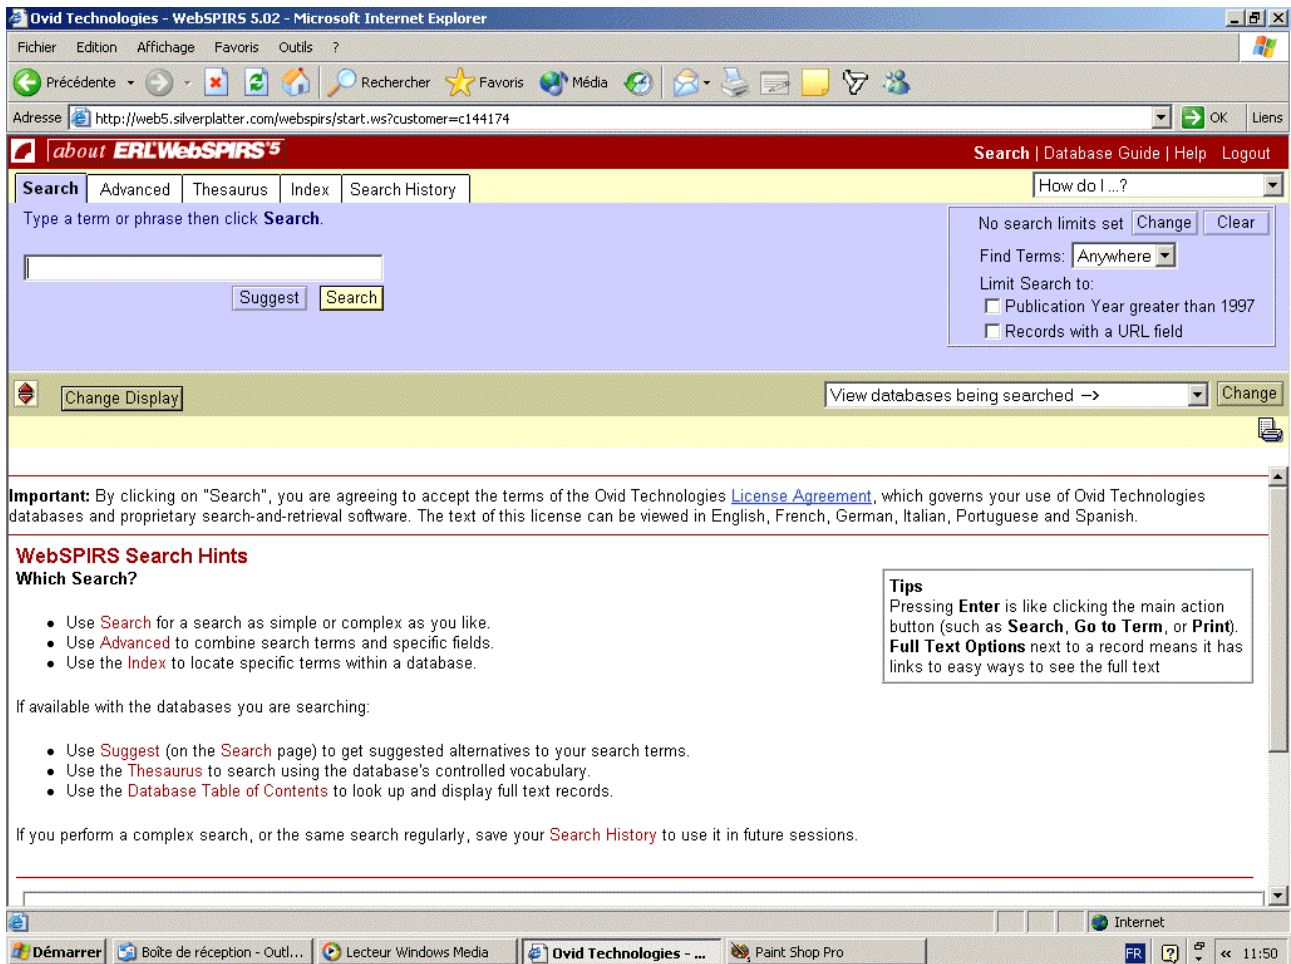 Ovid Technologies - WebSPIRS 5.02 - Microsoft Internet Explorer
Fichier Edition Affichage Favoris Outils ?
Précédente Rechercher Favoris Média
Adresse http://web5.silverplatter.com/webspirs/start.ws?customer=c144174 OK Liens
about ERL WebSPIRS 5 Search | Database Guide | Help Logout
Search Advanced Thesaurus Index Search History How do I ...?
Type a term or phrase then click Search.
No search limits set Change Clear
Find Terms: Anywhere
Limit Search to:
Suggest Search
Publication Year greater than 1997
Records with a URL field
Change Display View databases being searched --> Change
Important: By clicking on "Search", you are agreeing to accept the terms of the Ovid Technologies License Agreement, which governs your use of Ovid Technologies
databases and proprietary search-and-retrieval software. The text of this license can be viewed in English, French, German, Italian, Portuguese and Spanish.
WebSPIRS Search Hints
Which Search?
• Use Search for a search as simple or complex as you like.
• Use Advanced to combine search terms and specific fields.
• Use the Index to locate specific terms within a database.
Tips
Pressing Enter is like clicking the main action
button (such as Search, Go to Term, or Print).
Full Text Options next to a record means it has
links to easy ways to see the full text
If available with the databases you are searching:
• Use Suggest (on the Search page) to get suggested alternatives to your search terms.
• Use the Thesaurus to search using the database's controlled vocabulary.
• Use the Database Table of Contents to look up and display full text records.
If you perform a complex search, or the same search regularly, save your Search History to use it in future sessions.
Internet
Démarrer Boîte de réception - Outl... Lecteur Windows Media Ovid Technologies - ... Paint Shop Pro FR « 11:50